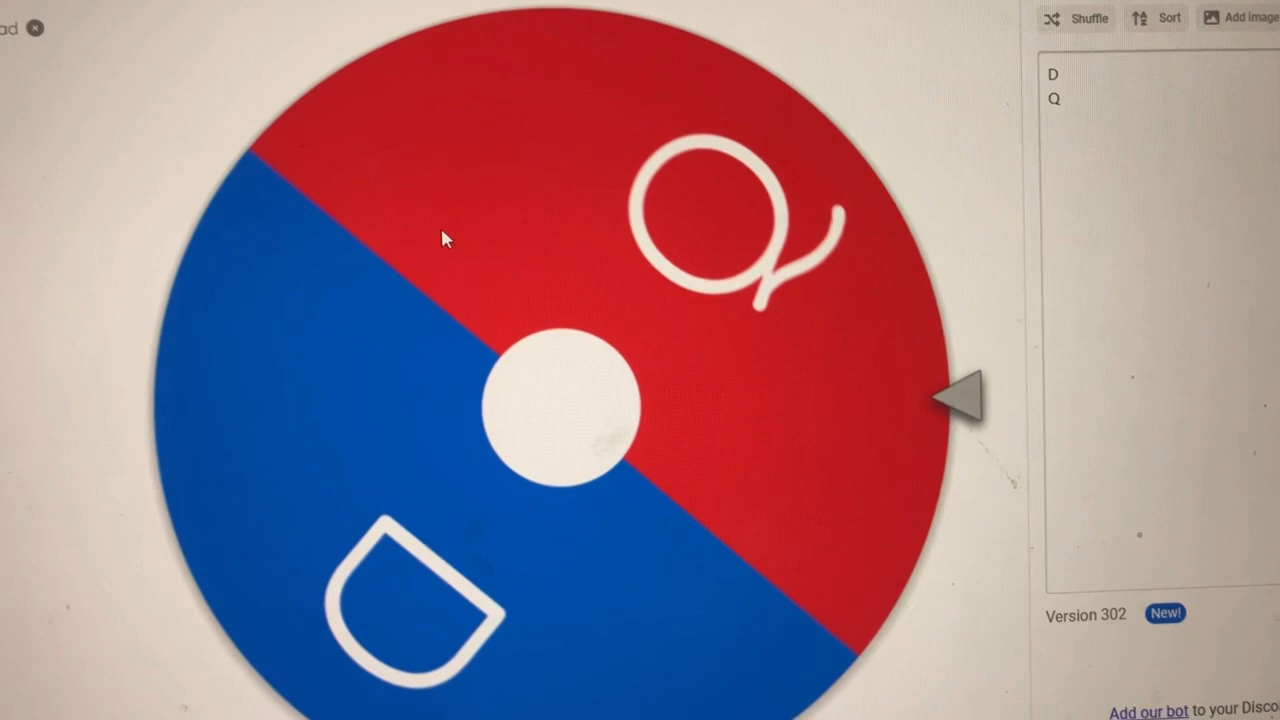 ad
Shuffle
Sort
Add image
D
Q
Q
D
Version 302
New!
Add our bot to your Disco